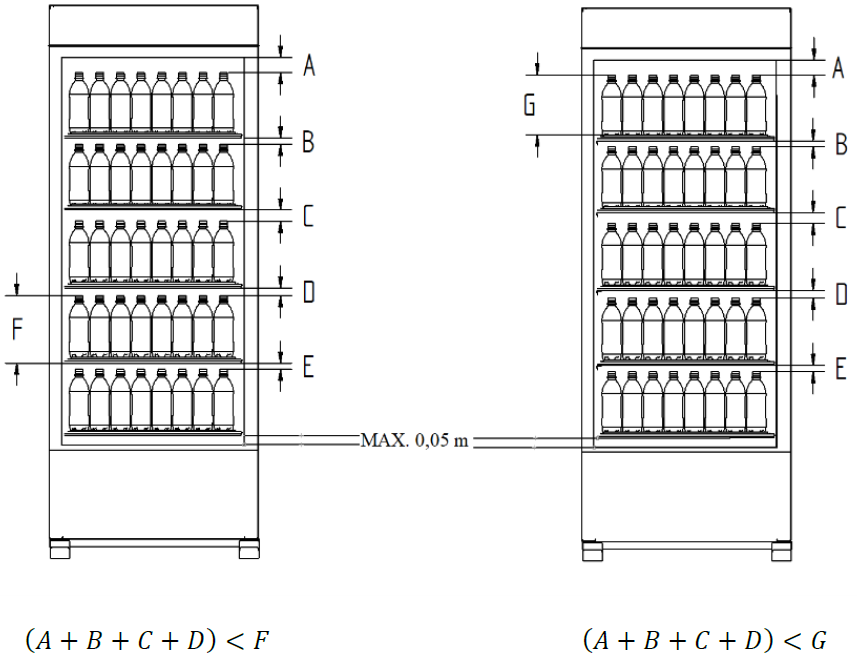 A
A
G
B
B
C
C
F
D
D
E
E
MAX. 0,05 m
(A + B + C + D) < F
(A + B + C + D) < G